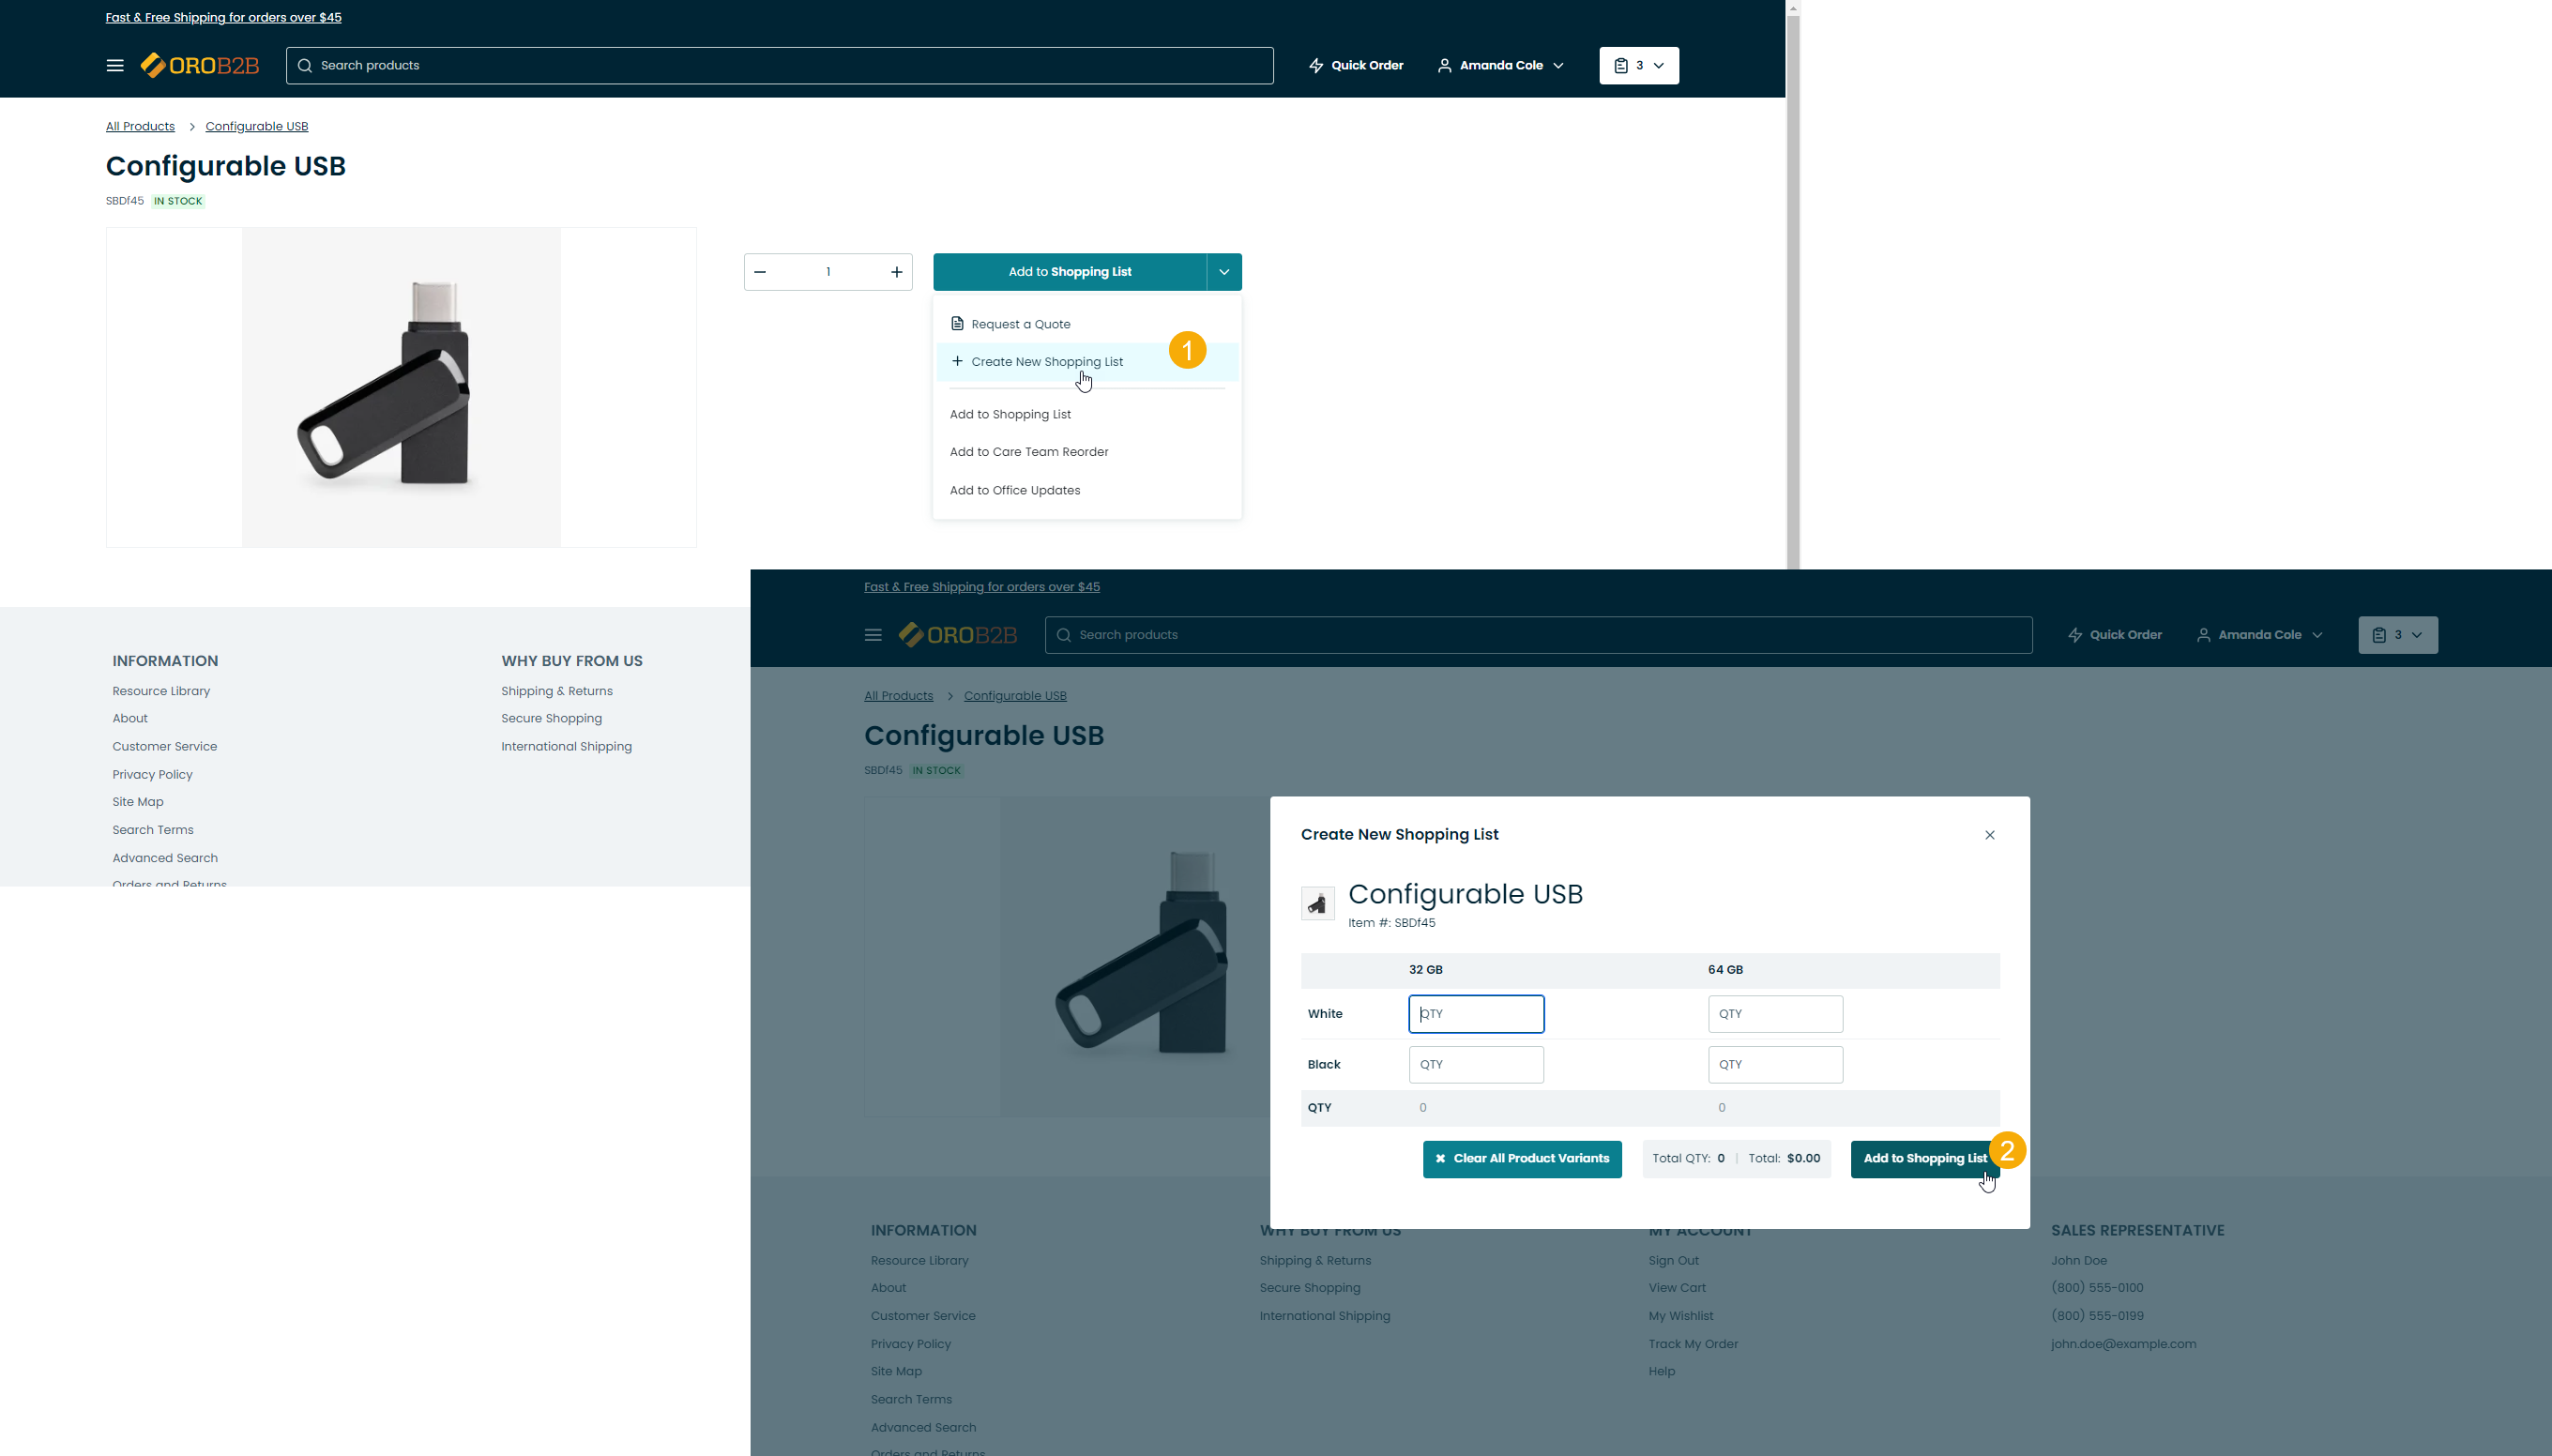 Fast & Free Shipping for orders over $45
OROB2B
Search products
Quick Order
Amanda Cole
3
All Products > Configurable USB
Configurable USB
SBDf45 IN STOCK
1
Add to Shopping List
Request a Quote
Create New Shopping List
1
Add to Shopping List
Add to Care Team Reorder
Add to Office Updates
INFORMATION
Resource Library
About
Customer Service
Privacy Policy
Site Map
Search Terms
Advanced Search
Orders and Returns
WHY BUY FROM US
Shipping & Returns
Secure Shopping
International Shipping
Fast & Free Shipping for orders over $45
OROB2B
Search products
Quick Order
Amanda Cole
3
All Products > Configurable USB
Configurable USB
SBDf45 IN STOCK
Create New Shopping List
Configurable USB
Item #: SBDf45
32 GB 64 GB
White QTY QTY
Black QTY QTY
QTY 0 0
Clear All Product Variants
Total QTY: 0 | Total: $0.00
Add to Shopping List
2
INFORMATION
Resource Library
About
Customer Service
Privacy Policy
Site Map
Search Terms
Advanced Search
Orders and Returns
WHY BUY FROM US
Shipping & Returns
Secure Shopping
International Shipping
MY ACCOUNT
Sign Out
View Cart
My Wishlist
Track My Order
Help
SALES REPRESENTATIVE
John Doe
(800) 555-0100
(800) 555-0199
john.doe@example.com